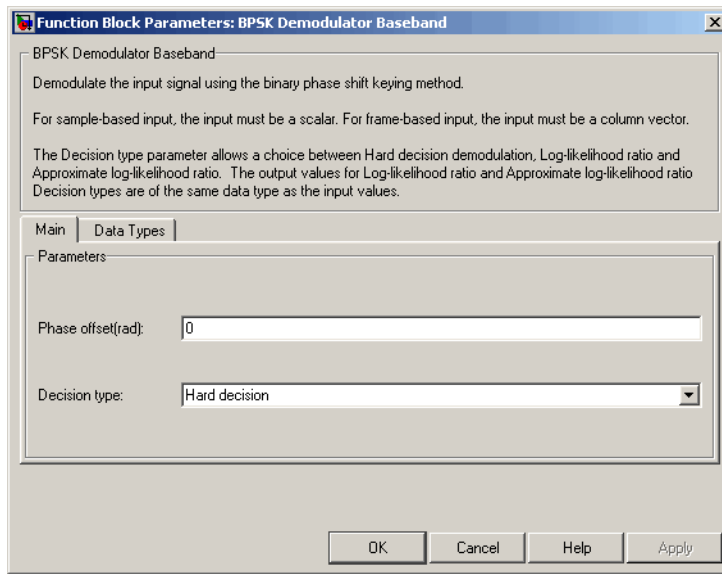 Function Block Parameters: BPSK Demodulator Baseband
BPSK Demodulator Baseband
Demodulate the input signal using the binary phase shift keying method.
For sample-based input, the input must be a scalar. For frame-based input, the input must be a column vector.
The Decision type parameter allows a choice between Hard decision demodulation, Log-likelihood ratio and
Approximate log-likelihood ratio. The output values for Log-likelihood ratio and Approximate log-likelihood ratio
Decision types are of the same data type as the input values.
Main Data Types
Parameters
Phase offset(rad): 0
Decision type: Hard decision
OK Cancel Help Apply